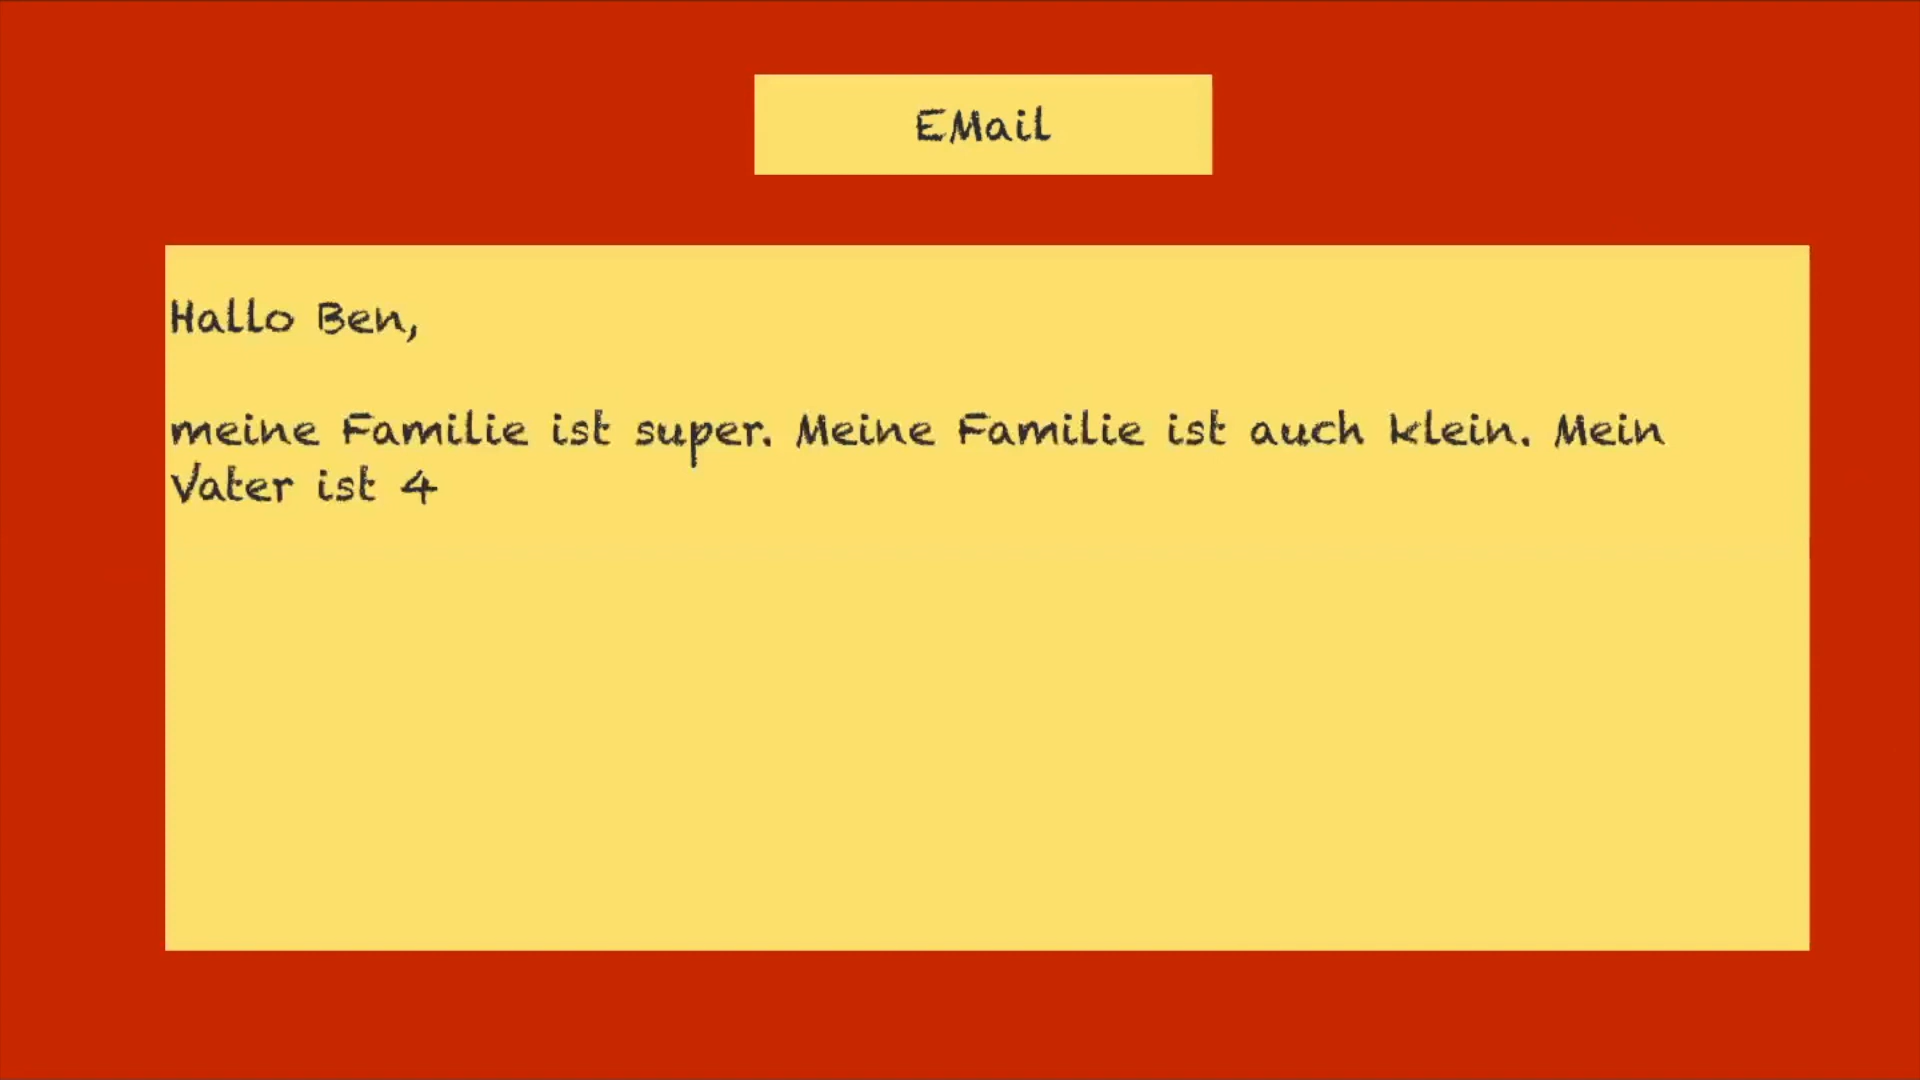 EMail
Hallo Ben,
meine Familie ist super. Meine Familie ist auch klein. Mein
Vater ist 4